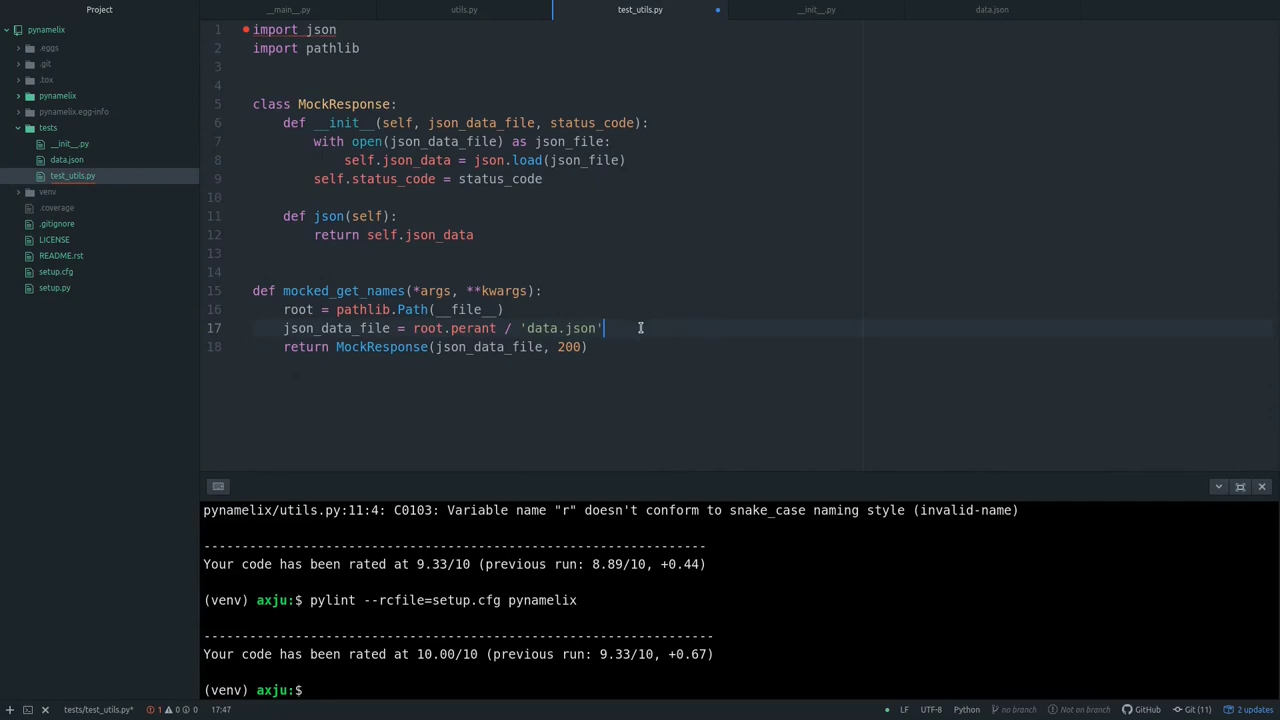 Project
__main__.py
utils.py
test_utils.py
__init__.py
data.json
pynamelix
.eggs
.git
.tox
pynamelix
pynamelix.egg-info
tests
__init__.py
data.json
test_utils.py
venv
.coverage
.gitignore
LICENSE
README.rst
setup.cfg
setup.py
1 import json
2 import pathlib
3
4
5 class MockResponse:
6 def __init__(self, json_data_file, status_code):
7 with open(json_data_file) as json_file:
8 self.json_data = json.load(json_file)
9 self.status_code = status_code
10
11 def json(self):
12 return self.json_data
13
14
15 def mocked_get_names(*args, **kwargs):
16 root = pathlib.Path(__file__)
17 json_data_file = root.perant / 'data.json'
18 return MockResponse(json_data_file, 200)
pynamelix/utils.py:11:4: C0103: Variable name "r" doesn't conform to snake_case naming style (invalid-name)
------------------------------------------------------------------
Your code has been rated at 9.33/10 (previous run: 8.89/10, +0.44)
(venv) axju:$ pylint --rcfile=setup.cfg pynamelix
-------------------------------------------------------------------
Your code has been rated at 10.00/10 (previous run: 9.33/10, +0.67)
(venv) axju:$
tests/test_utils.py* 1 0 0 17:47 LF UTF-8 Python no branch Not on branch GitHub Git (11) 2 updates